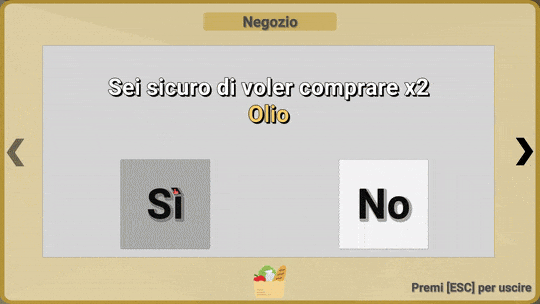 Negozio
Sei sicuro di voler comprare x2
Olio
Sì
No
Premi [ESC] per uscire